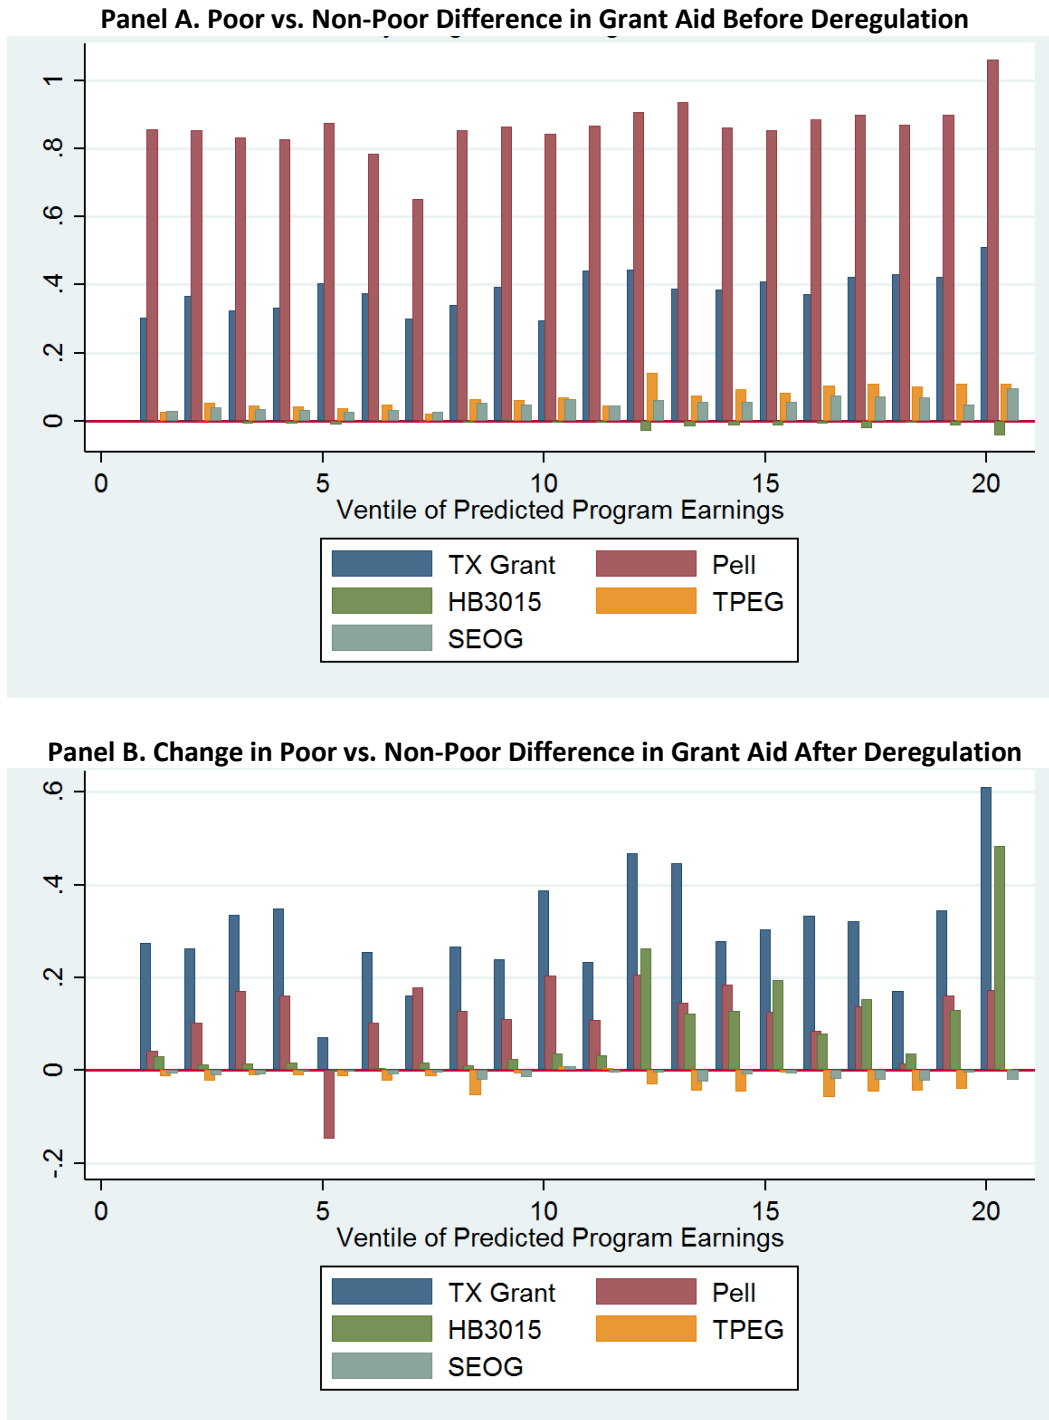 Panel A. Poor vs. Non-Poor Difference in Grant Aid Before Deregulation
1
.8
.6
.4
.2
0
0 5 10 15 20
Ventile of Predicted Program Earnings
TX Grant Pell
HB3015 TPEG
SEOG
Panel B. Change in Poor vs. Non-Poor Difference in Grant Aid After Deregulation
.6
.4
.2
0
-.2
0 5 10 15 20
Ventile of Predicted Program Earnings
TX Grant Pell
HB3015 TPEG
SEOG